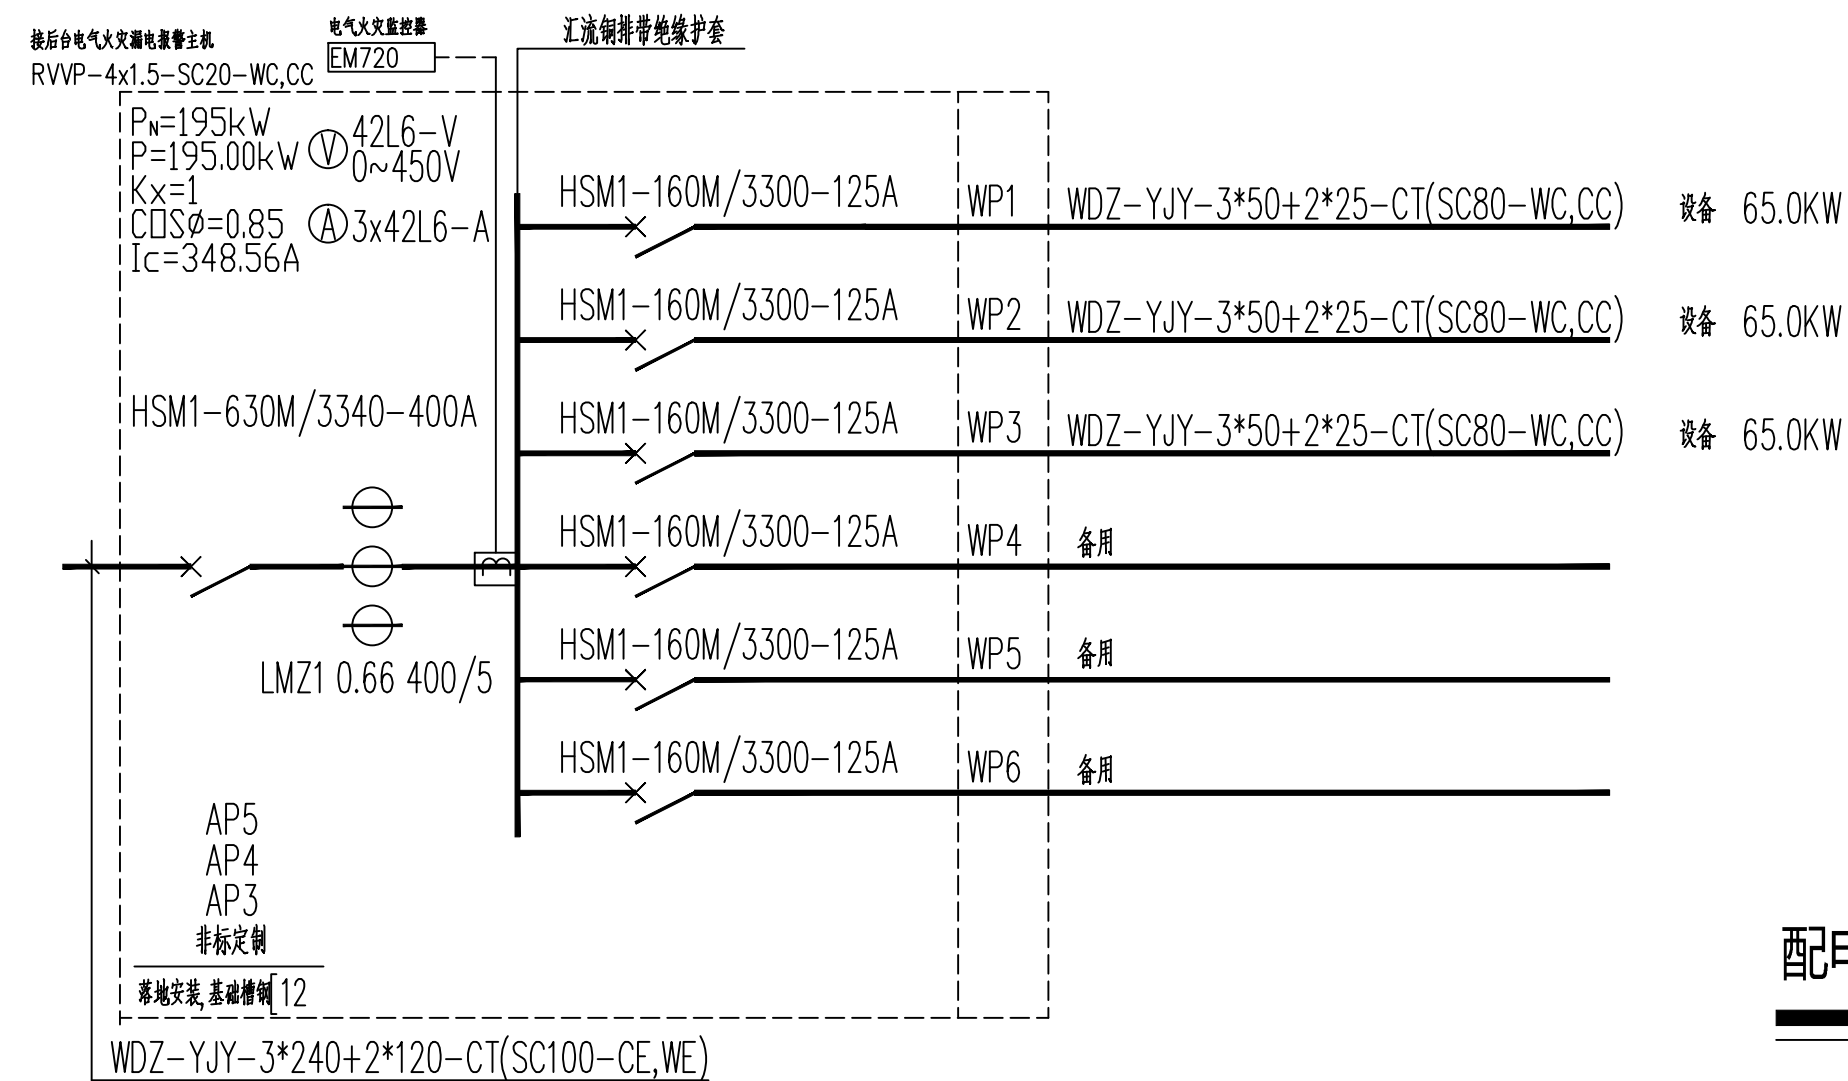 接后台电气火灾漏电报警主机
RVVP-4x1.5-SC20-WC,CC
电气火灾监控器
EM720
汇流铜排带绝缘护套
PN=195kW
P=195.00kW
Kx=1
COSø=0.85
Ic=348.56A
V
42L6-V
0~450V
A
3x42L6-A
HSM1-630M/3340-400A
LMZ1 0.66 400/5
HSM1-160M/3300-125A WP1 WDZ-YJY-3*50+2*25-CT(SC80-WC,CC) 设备 65.0KW
HSM1-160M/3300-125A WP2 WDZ-YJY-3*50+2*25-CT(SC80-WC,CC) 设备 65.0KW
HSM1-160M/3300-125A WP3 WDZ-YJY-3*50+2*25-CT(SC80-WC,CC) 设备 65.0KW
HSM1-160M/3300-125A WP4 备用
HSM1-160M/3300-125A WP5 备用
HSM1-160M/3300-125A WP6 备用
AP5
AP4
AP3
非标定制
落地安装,基础槽钢[12
WDZ-YJY-3*240+2*120-CT(SC100-CE,WE)
配